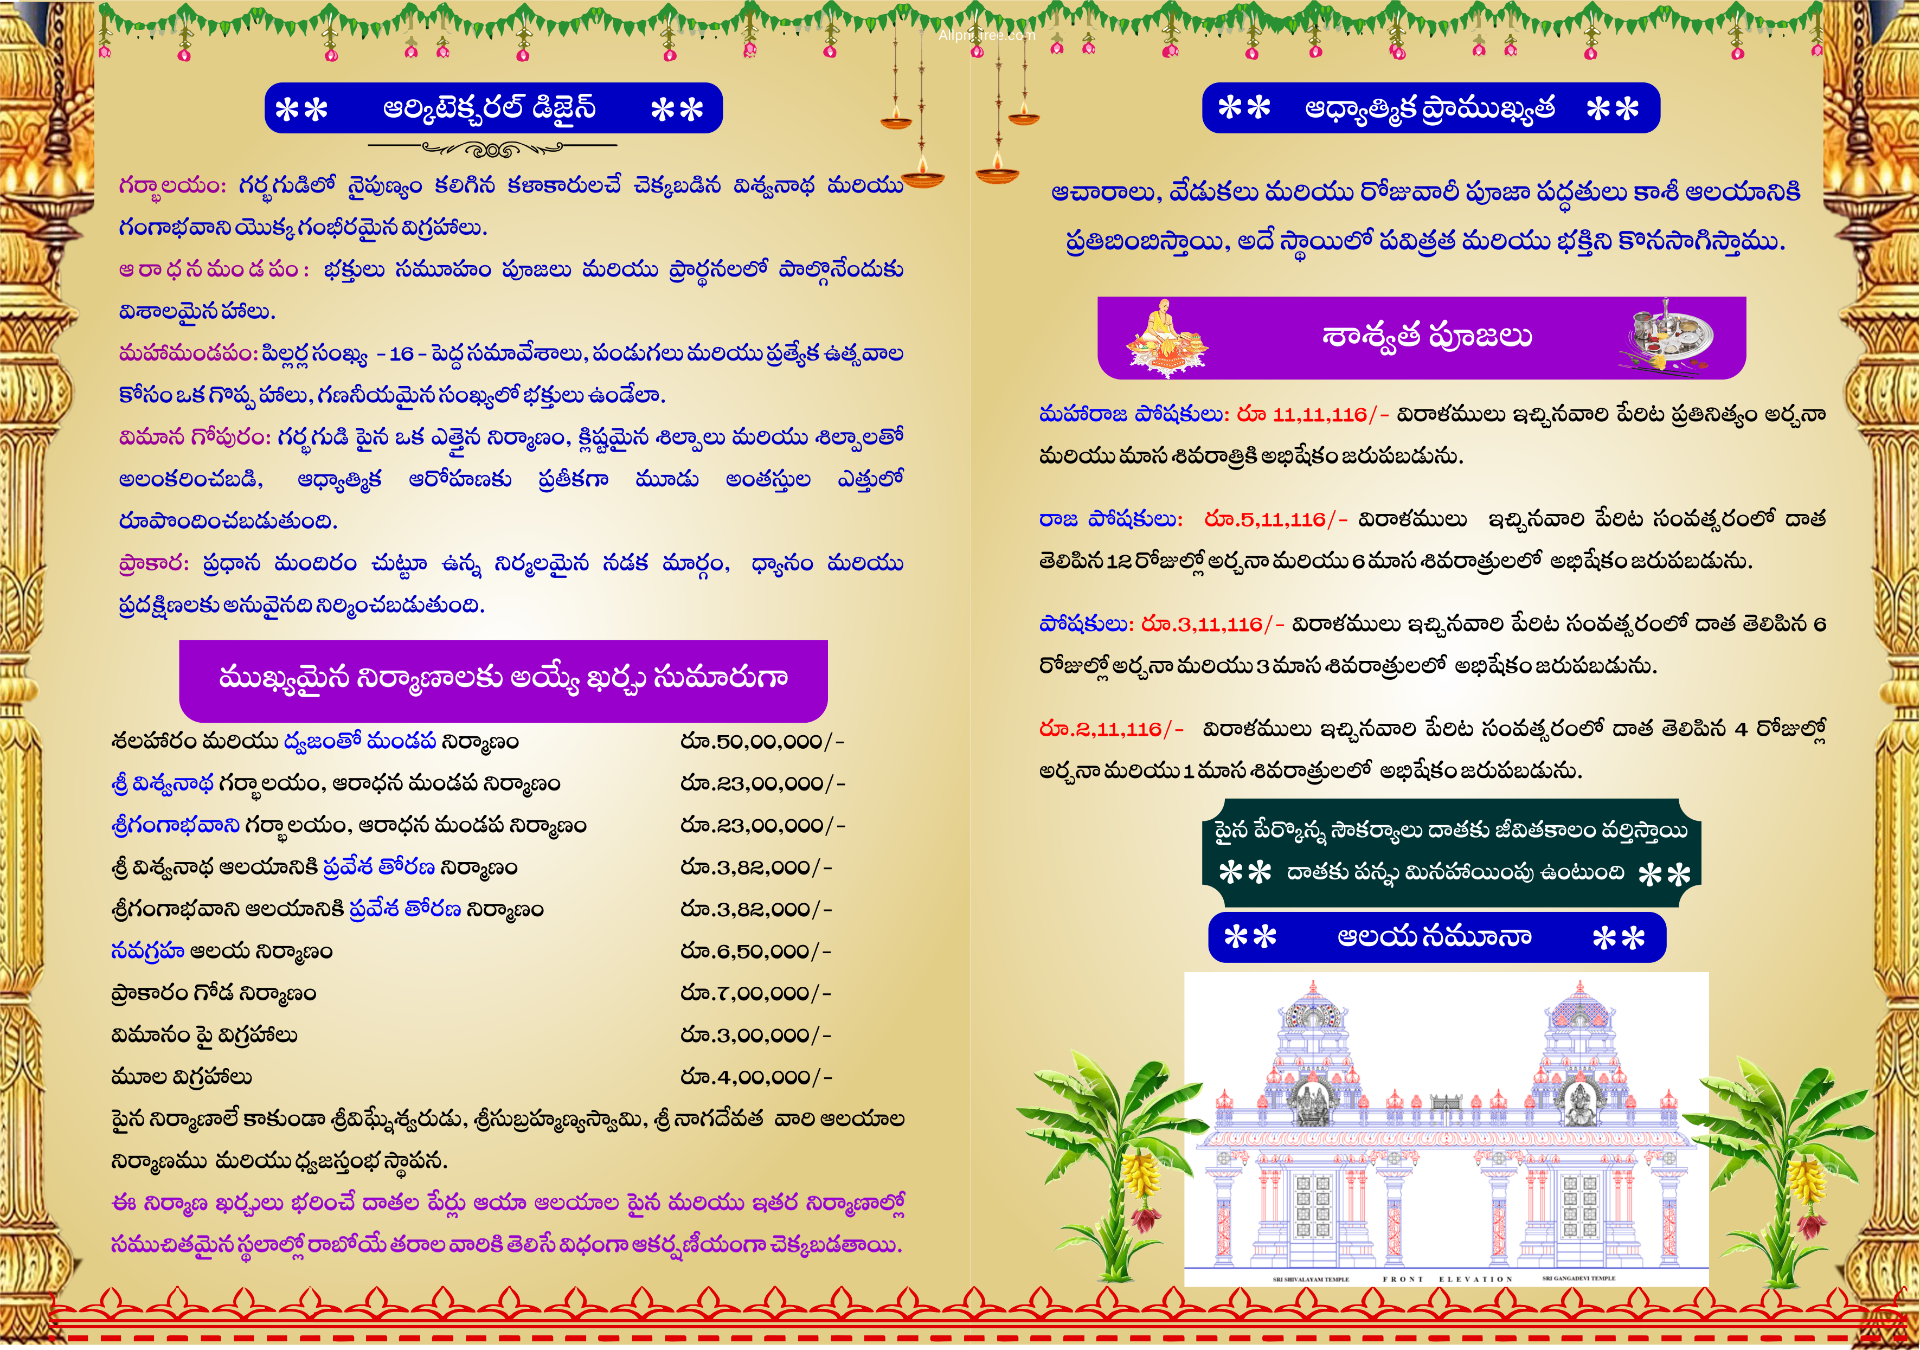 Allpngfree.com
** ఆర్కిటెక్చరల్ డిజైన్ **
గర్భాలయం: గర్భగుడిలో నైపుణ్యం కలిగిన కళాకారులచే చెక్కబడిన విశ్వనాథ మరియు
గంగాభవాని యొక్క గంభీరమైన విగ్రహాలు.
ఆరాధనమండపం: భక్తులు సమూహం పూజలు మరియు ప్రార్థనలలో పాల్గొనేందుకు
విశాలమైన హాలు.
మహామండపం: పిల్లర్ల సంఖ్య - 16 - పెద్ద సమావేశాలు, పండుగలు మరియు ప్రత్యేక ఉత్సవాల
కోసం ఒక గొప్ప హాలు, గణనీయమైన సంఖ్యలో భక్తులు ఉండేలా.
విమాన గోపురం: గర్భగుడి పైన ఒక ఎత్తైన నిర్మాణం, క్లిష్టమైన శిల్పాలు మరియు శిల్పాలతో
అలంకరించబడి, ఆధ్యాత్మిక ఆరోహణకు ప్రతీకగా మూడు అంతస్తుల ఎత్తులో
రూపొందించబడుతుంది.
ప్రాకార: ప్రధాన మందిరం చుట్టూ ఉన్న నిర్మలమైన నడక మార్గం, ధ్యానం మరియు
ప్రదక్షిణలకు అనువైనది నిర్మించబడుతుంది.
ముఖ్యమైన నిర్మాణాలకు అయ్యే ఖర్చు సుమారుగా
శలహారం మరియు ద్వజంతో మండప నిర్మాణం రూ.50,00,000/-
శ్రీ విశ్వనాథ గర్భాలయం, ఆరాధన మండప నిర్మాణం రూ.23,00,000/-
శ్రీగంగాభవాని గర్భాలయం, ఆరాధన మండప నిర్మాణం రూ.23,00,000/-
శ్రీ విశ్వనాథ ఆలయానికి ప్రవేశ తోరణ నిర్మాణం రూ.3,82,000/-
శ్రీగంగాభవాని ఆలయానికి ప్రవేశ తోరణ నిర్మాణం రూ.3,82,000/-
నవగ్రహ ఆలయ నిర్మాణం రూ.6,50,000/-
ప్రాకారం గోడ నిర్మాణం రూ.7,00,000/-
విమానం పై విగ్రహాలు రూ.3,00,000/-
మూల విగ్రహాలు రూ.4,00,000/-
పైన నిర్మాణాలే కాకుండా శ్రీవిఘ్నేశ్వరుడు, శ్రీసుబ్రహ్మణ్యస్వామి, శ్రీ నాగదేవత వారి ఆలయాల
నిర్మాణము మరియు ధ్వజస్తంభ స్థాపన.
ఈ నిర్మాణ ఖర్చులు భరించే దాతల పేర్లు ఆయా ఆలయాల పైన మరియు ఇతర నిర్మాణాల్లో
సముచితమైన స్థలాల్లో రాబోయే తరాల వారికి తెలిసే విధంగా ఆకర్షణీయంగా చెక్కబడతాయి.
** ఆధ్యాత్మిక ప్రాముఖ్యత **
ఆచారాలు, వేడుకలు మరియు రోజువారీ పూజా పద్ధతులు కాశీ ఆలయానికి
ప్రతిబింబిస్తాయి, అదే స్థాయిలో పవిత్రత మరియు భక్తిని కొనసాగిస్తాము.
శాశ్వత పూజలు
మహారాజ పోషకులు: రూ 11,11,116/- విరాళములు ఇచ్చినవారి పేరిట ప్రతినిత్యం అర్చనా
మరియు మాస శివరాత్రికి అభిషేకం జరుపబడును.
రాజ పోషకులు: రూ.5,11,116/- విరాళములు ఇచ్చినవారి పేరిట సంవత్సరంలో దాత
తెలిపిన 12 రోజుల్లో అర్చనా మరియు 6 మాస శివరాత్రులలో అభిషేకం జరుపబడును.
పోషకులు: రూ.3,11,116/- విరాళములు ఇచ్చినవారి పేరిట సంవత్సరంలో దాత తెలిపిన 6
రోజుల్లో అర్చనా మరియు 3 మాస శివరాత్రులలో అభిషేకం జరుపబడును.
రూ.2,11,116/- విరాళములు ఇచ్చినవారి పేరిట సంవత్సరంలో దాత తెలిపిన 4 రోజుల్లో
అర్చనా మరియు 1 మాస శివరాత్రులలో అభిషేకం జరుపబడును.
పైన పేర్కొన్న సౌకర్యాలు దాతకు జీవితకాలం వర్తిస్తాయి
** దాతకు పన్ను మినహాయింపు ఉంటుంది **
** ఆలయ నమూనా **
SRI SHIVALAYAM TEMPLE FRONT ELEVATION SRI GANGADEVI TEMPLE